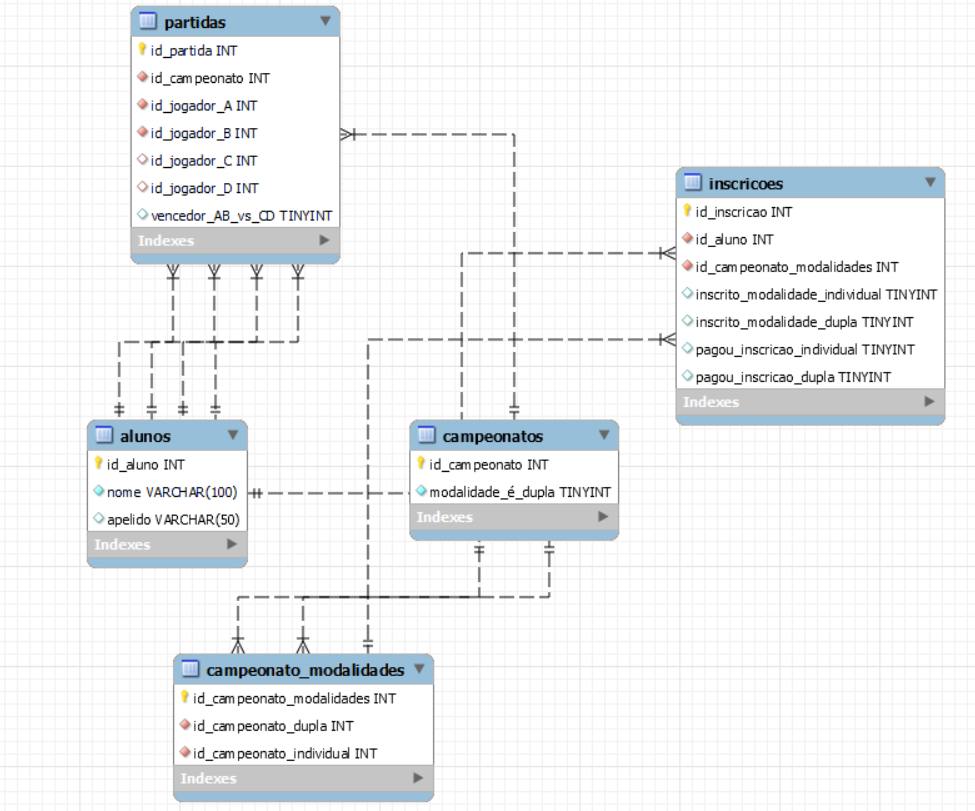 partidas
id_partida INT
id_campeonato INT
id_jogador_A INT
id_jogador_B INT
id_jogador_C INT
id_jogador_D INT
vencedor_AB_vs_CD TINYINT
Indexes
inscricoes
id_inscricao INT
id_aluno INT
id_campeonato_modalidades INT
inscrito_modalidade_individual TINYINT
inscrito_modalidade_dupla TINYINT
pagou_inscricao_individual TINYINT
pagou_inscricao_dupla TINYINT
Indexes
alunos
id_aluno INT
nome VARCHAR(100)
apelido VARCHAR(50)
Indexes
campeonatos
id_campeonato INT
modalidade_é_dupla TINYINT
Indexes
campeonato_modalidades
id_campeonato_modalidades INT
id_campeonato_dupla INT
id_campeonato_individual INT
Indexes